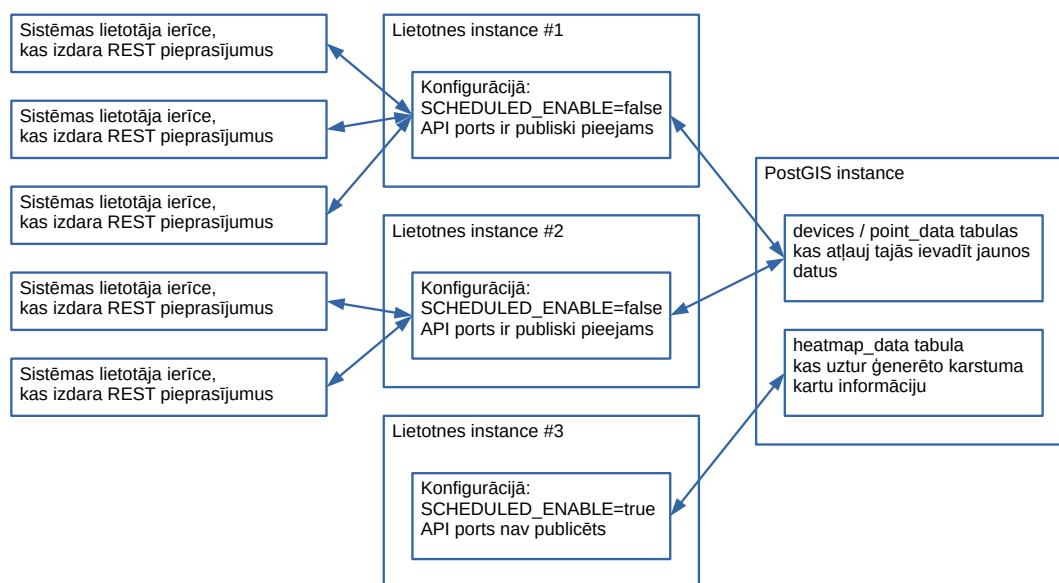 Sistēmas lietotāja ierīce,
kas izdara REST pieprasījumus
Sistēmas lietotāja ierīce,
kas izdara REST pieprasījumus
Sistēmas lietotāja ierīce,
kas izdara REST pieprasījumus
Sistēmas lietotāja ierīce,
kas izdara REST pieprasījumus
Sistēmas lietotāja ierīce,
kas izdara REST pieprasījumus
Lietotnes instance #1
Konfigurācijā:
SCHEDULED_ENABLE=false
API ports ir publiski pieejams
Lietotnes instance #2
Konfigurācijā:
SCHEDULED_ENABLE=false
API ports ir publiski pieejams
Lietotnes instance #3
Konfigurācijā:
SCHEDULED_ENABLE=true
API ports nav publicēts
PostGIS instance
devices / point_data tabulas
kas atļauj tajās ievadīt jaunos
datus
heatmap_data tabula
kas uztur ģenerēto karstuma
kartu informāciju